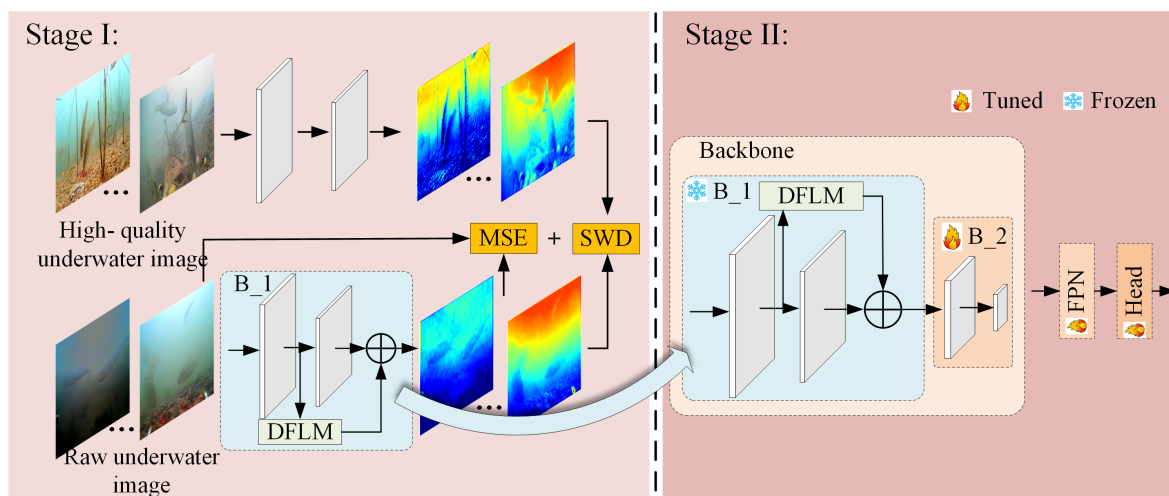 Stage I:
High- quality
underwater image
MSE
+
SWD
B_1
DFLM
Raw underwater
image
Stage II:
Tuned
Frozen
Backbone
B_1
DFLM
B_2
FPN
Head